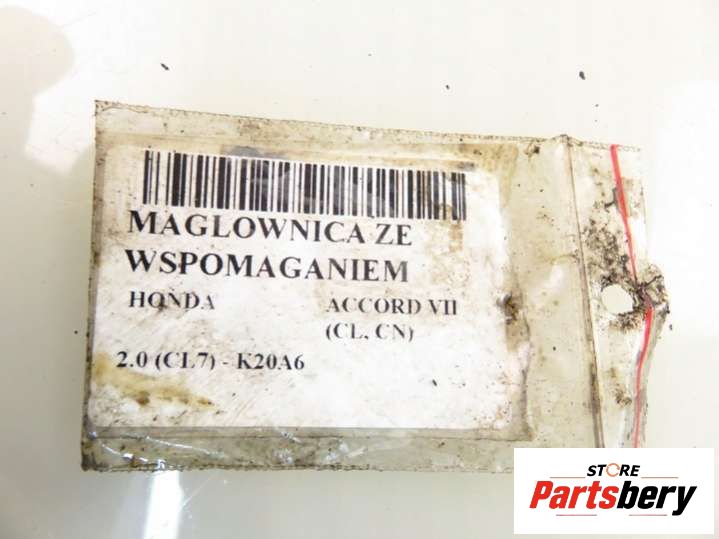 MAGLOWNICA ZE
WSPOMAGANIEM
HONDA ACCORD VII
(CL, CN)
2.0 (CL7) - K20A6
STORE
Partsbery